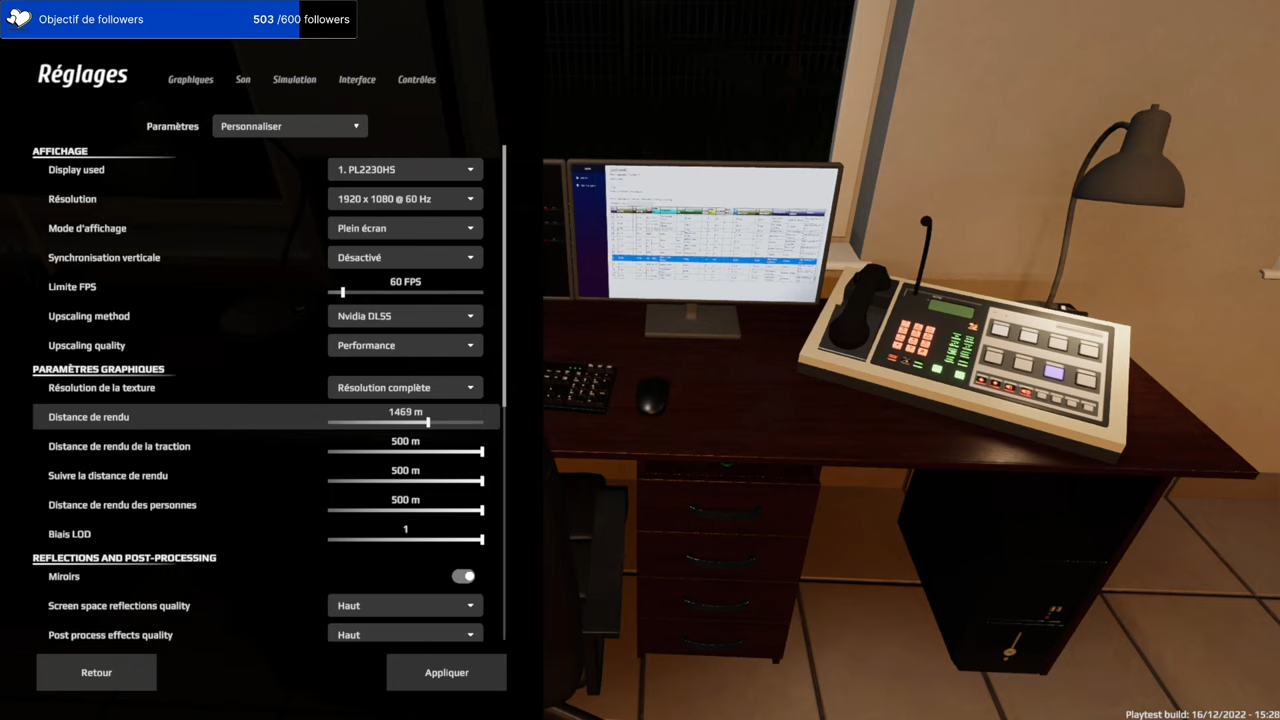 Objectif de followers 503 /600 followers
Réglages
Graphiques Son Simulation Interface Contrôles
Paramètres Personnaliser
AFFICHAGE
Display used 1. PL2230HS
Résolution 1920 x 1080 @ 60 Hz
Mode d'affichage Plein écran
Synchronisation verticale Désactivé
Limite FPS 60 FPS
Upscaling method Nvidia DLSS
Upscaling quality Performance
PARAMÈTRES GRAPHIQUES
Résolution de la texture Résolution complète
Distance de rendu 1469 m
Distance de rendu de la traction 500 m
Suivre la distance de rendu 500 m
Distance de rendu des personnes 500 m
Biais LOD 1
REFLECTIONS AND POST-PROCESSING
Miroirs
Screen space reflections quality Haut
Post process effects quality Haut
Retour Appliquer
Playtest build: 16/12/2022 - 15:28